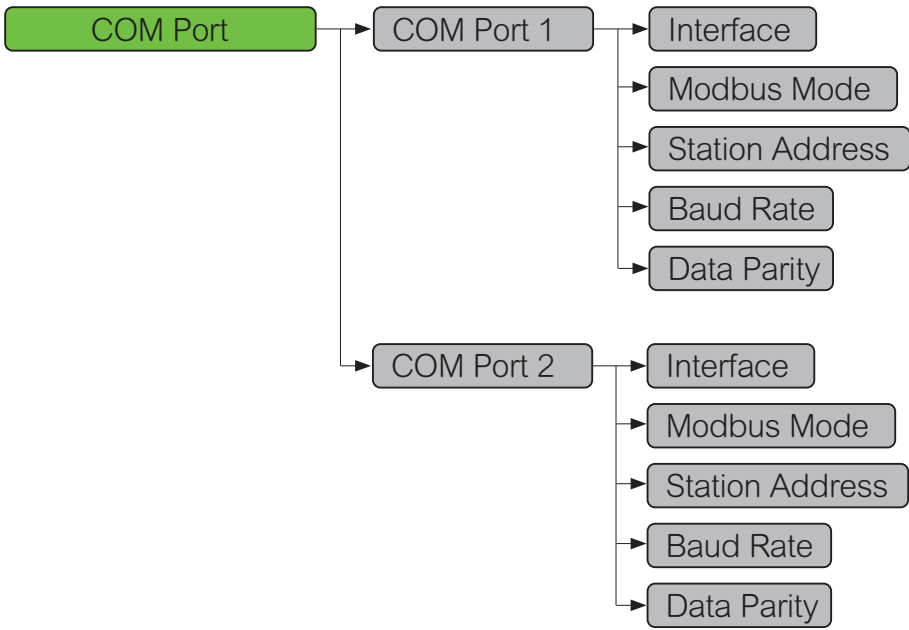 COM Port
COM Port 1
Interface
Modbus Mode
Station Address
Baud Rate
Data Parity
COM Port 2
Interface
Modbus Mode
Station Address
Baud Rate
Data Parity